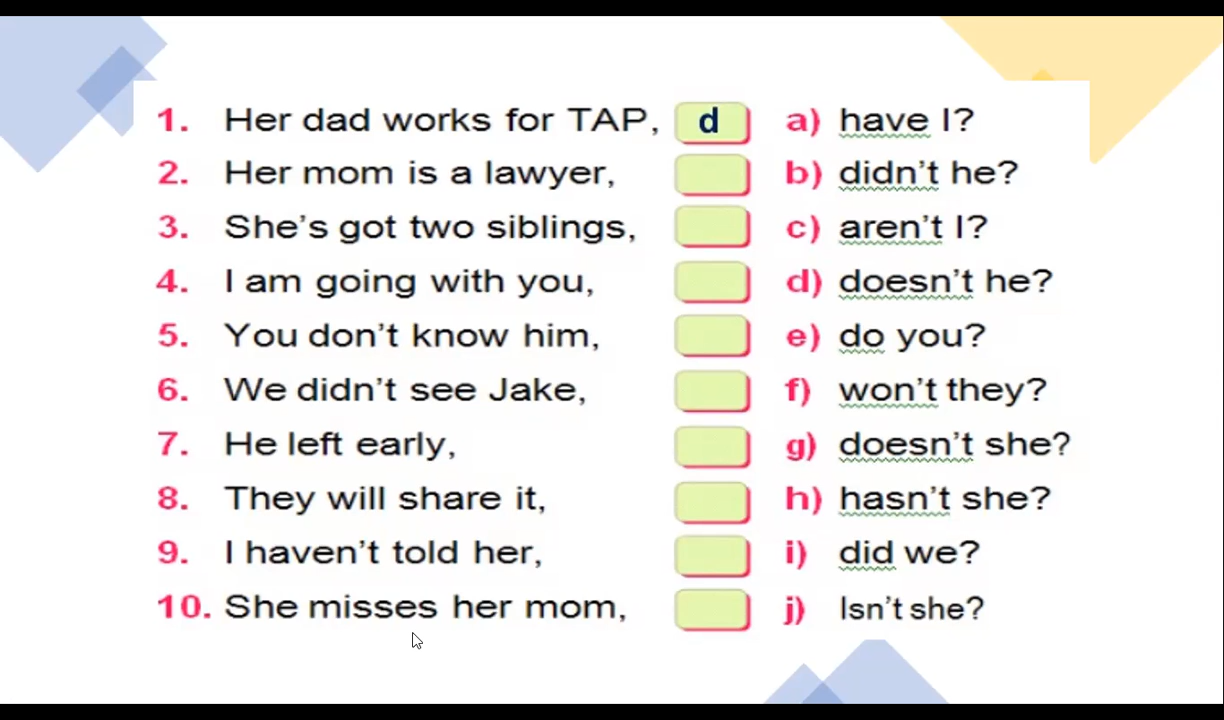 1. Her dad works for TAP, d a) have I?
2. Her mom is a lawyer, b) didn't he?
3. She's got two siblings, c) aren't I?
4. I am going with you, d) doesn't he?
5. You don't know him, e) do you?
6. We didn't see Jake, f) won't they?
7. He left early, g) doesn't she?
8. They will share it, h) hasn't she?
9. I haven't told her, i) did we?
10. She misses her mom, j) Isn't she?